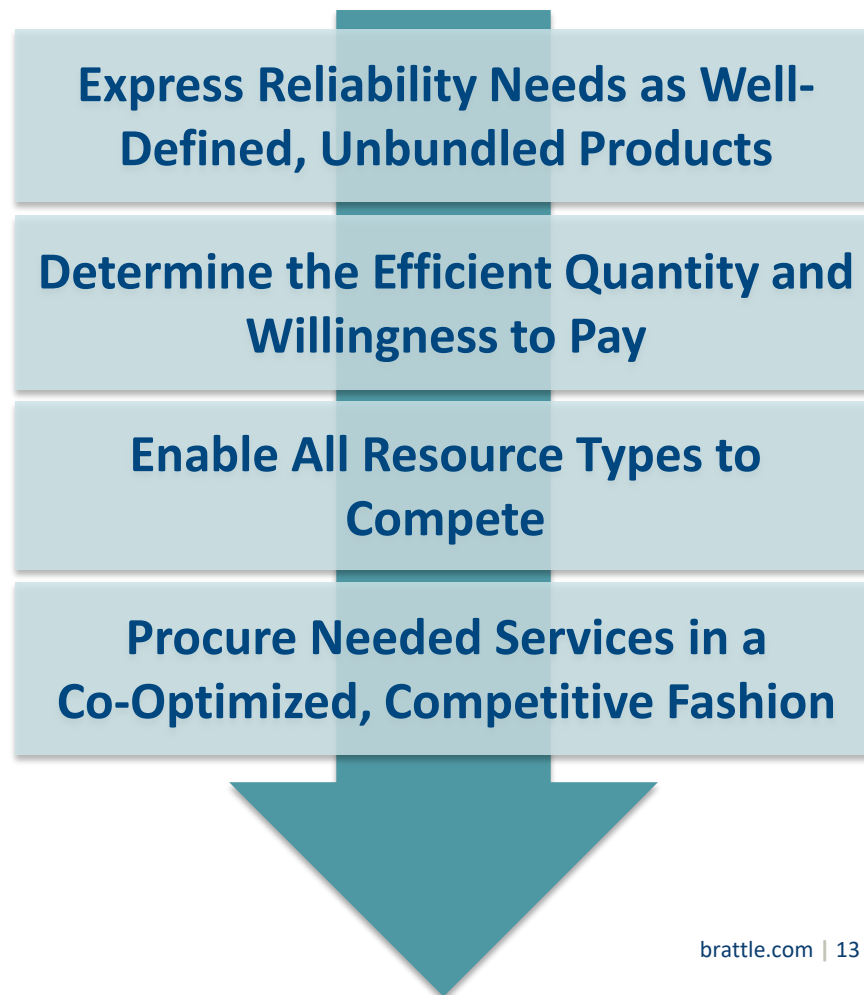 Express Reliability Needs as Well-
Defined, Unbundled Products
Determine the Efficient Quantity and
Willingness to Pay
Enable All Resource Types to
Compete
Procure Needed Services in a
Co-Optimized, Competitive Fashion
brattle.com | 13